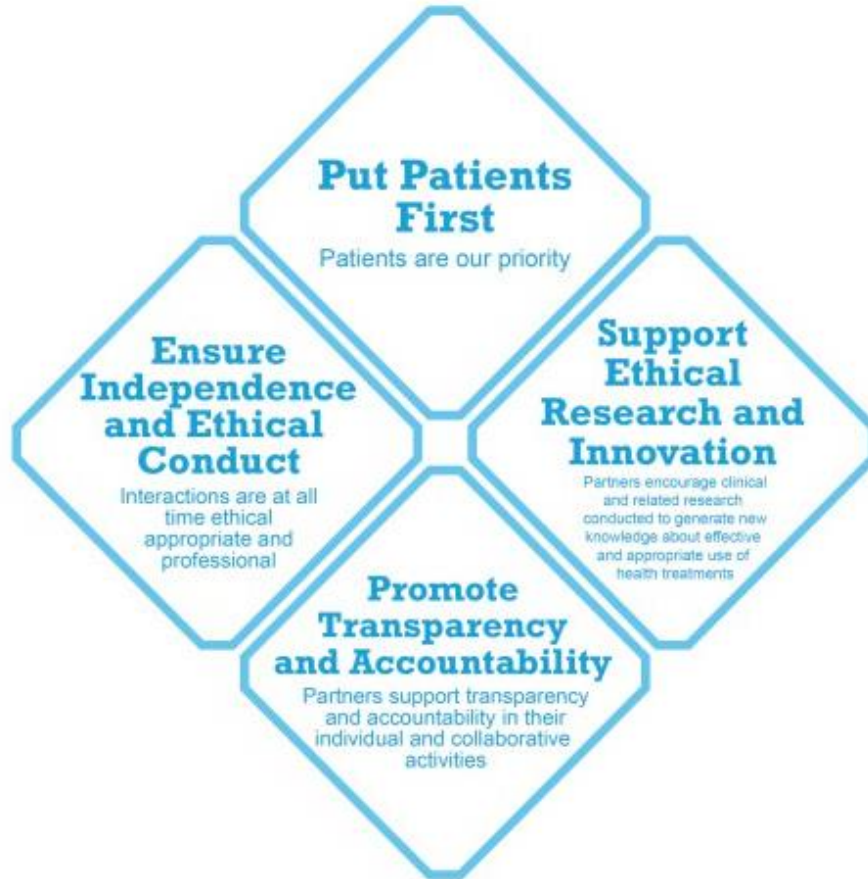 Put Patients
First
Patients are our priority
Ensure
Independence
and Ethical
Conduct
Interactions are at all
time ethical
appropriate and
professional
Support
Ethical
Research and
Innovation
Partners encourage clinical
and related research
conducted to generate new
knowledge about effective
and appropriate use of
health treatments
Promote
Transparency
and Accountability
Partners support transparency
and accountability in their
individual and collaborative
activities